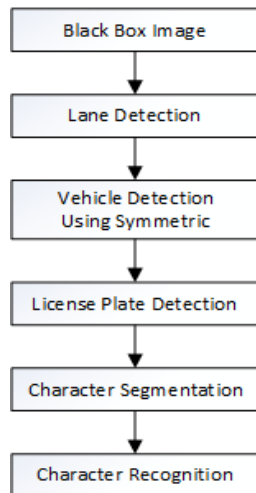 Black Box Image
Lane Detection
Vehicle Detection
Using Symmetric
License Plate Detection
Character Segmentation
Character Recognition